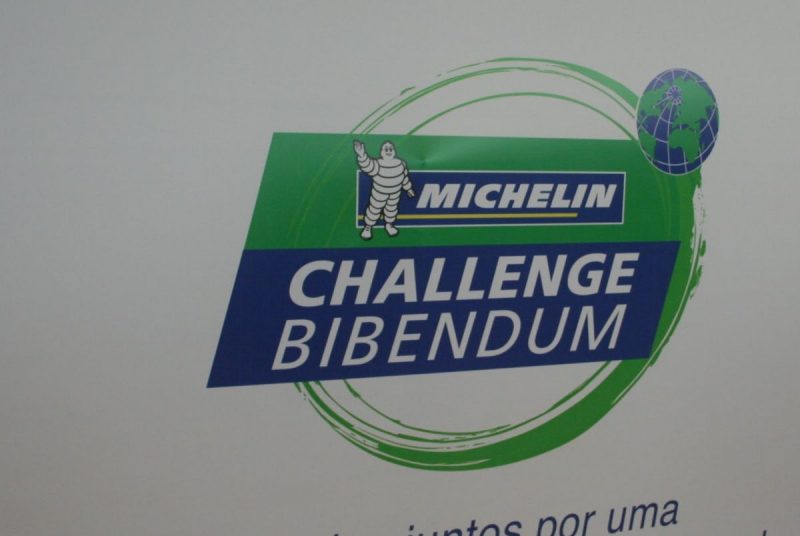 MICHELIN
CHALLENGE
BIBENDUM
juntos por uma